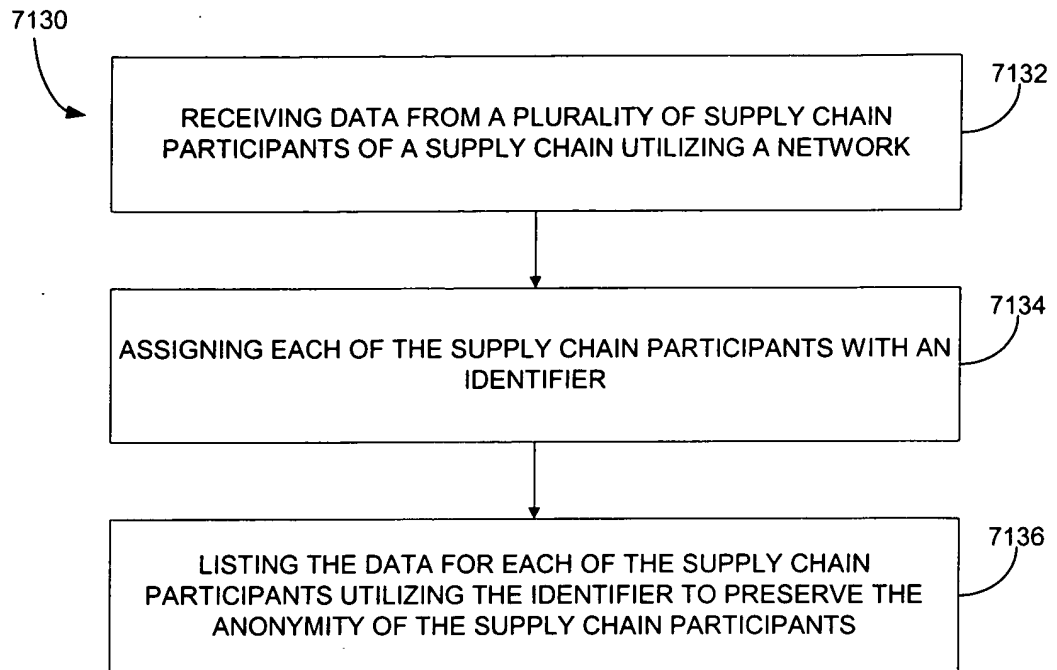 7130
7132
RECEIVING DATA FROM A PLURALITY OF SUPPLY CHAIN
PARTICIPANTS OF A SUPPLY CHAIN UTILIZING A NETWORK
7134
ASSIGNING EACH OF THE SUPPLY CHAIN PARTICIPANTS WITH AN
IDENTIFIER
7136
LISTING THE DATA FOR EACH OF THE SUPPLY CHAIN
PARTICIPANTS UTILIZING THE IDENTIFIER TO PRESERVE THE
ANONYMITY OF THE SUPPLY CHAIN PARTICIPANTS